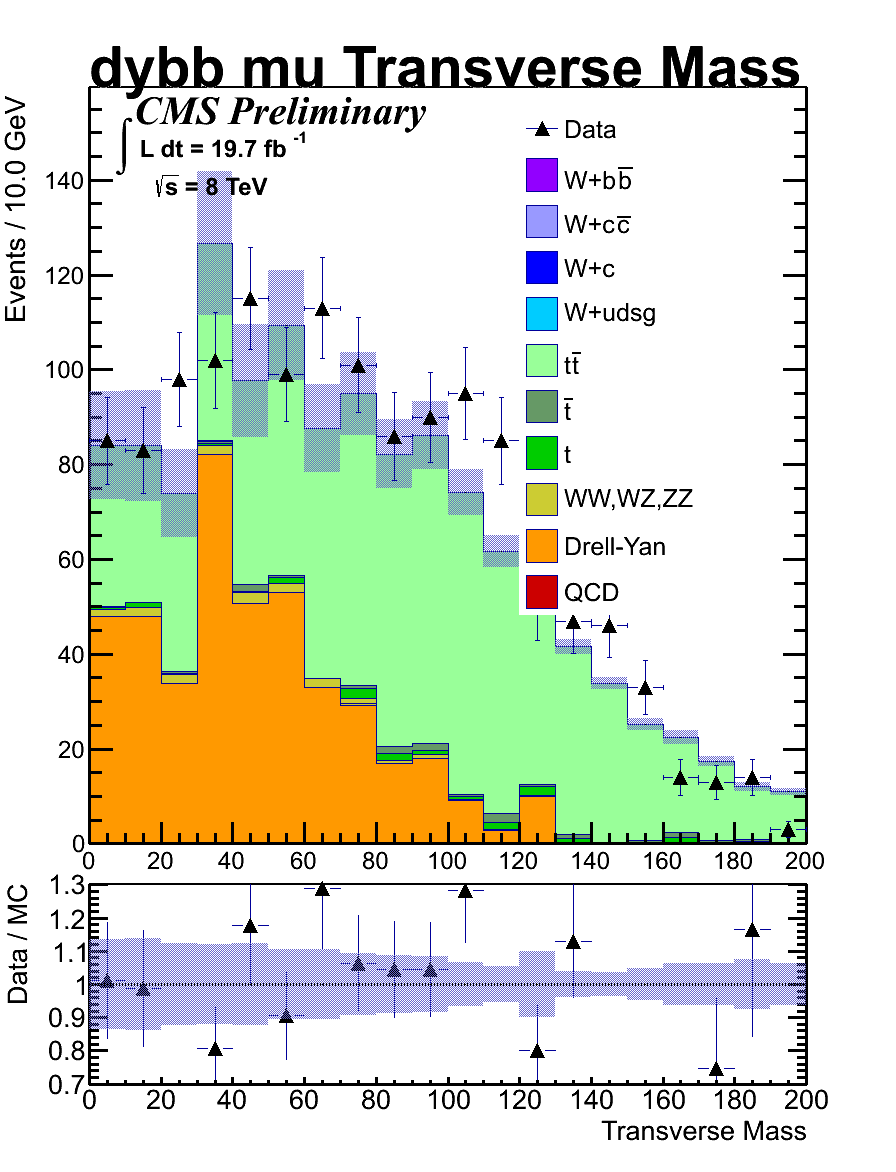 dybb mu Transverse Mass
CMS Preliminary
∫ L dt = 19.7 fb⁻¹
√s = 8 TeV
Events / 10.0 GeV
140
120
100
80
60
40
20
0
Data
W+bb̅
W+cc̅
W+c
W+udsg
tt̅
t̅
t
WW,WZ,ZZ
Drell-Yan
QCD
0 20 40 60 80 100 120 140 160 180 200
Data / MC
1.3
1.2
1.1
1
0.9
0.8
0.7
0 20 40 60 80 100 120 140 160 180 200
Transverse Mass